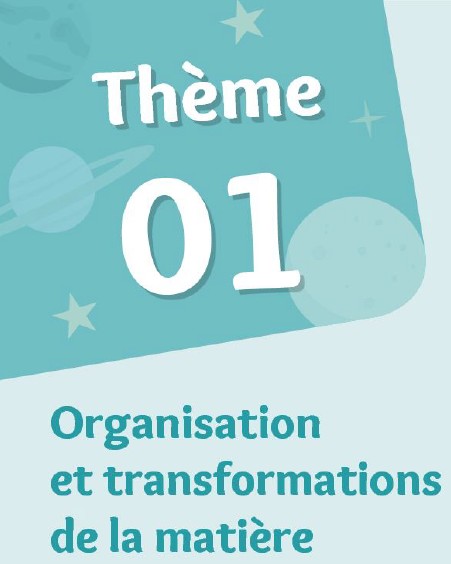 Thème
01
Organisation
et transformations
de la matière